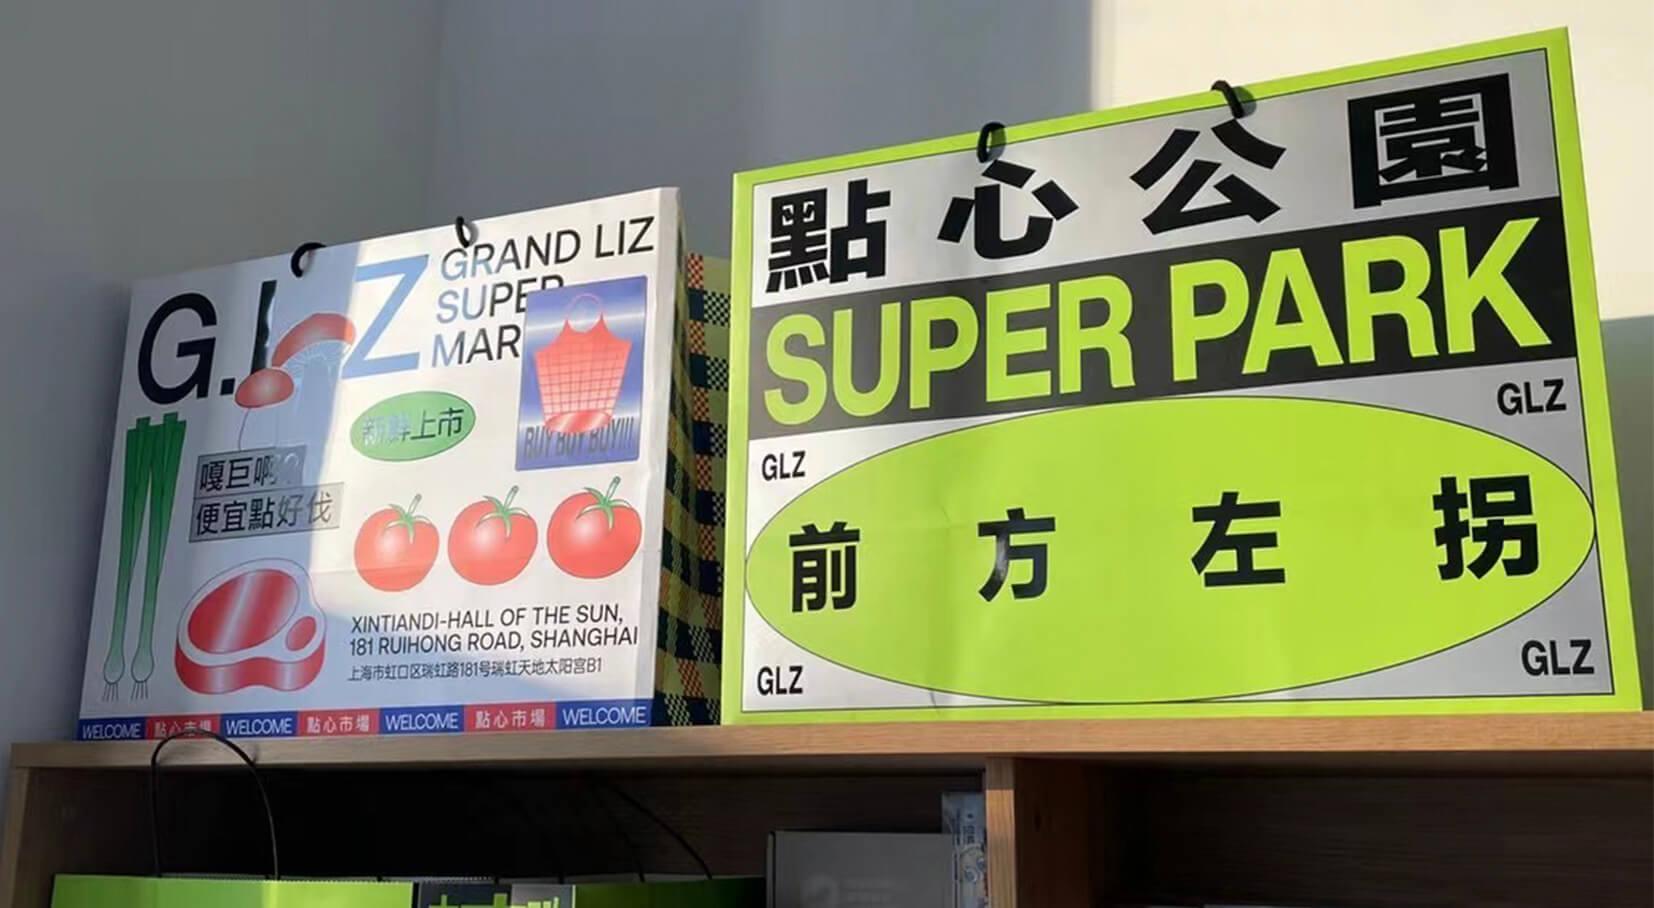 G.L Z
GRAND LIZ
SUPER
MAR
BUY BUY BUY!!!
新鮮上市
嘎巨啊?
便宜點好伐
XINTIANDI-HALL OF THE SUN,
181 RUIHONG ROAD, SHANGHAI
上海市虹口区瑞虹路181号瑞虹天地太阳宫B1
WELCOME 點心市場 WELCOME 點心市場 WELCOME 點心市場 WELCOME
點心公園
SUPER PARK
GLZ
GLZ
前方左拐
GLZ
GLZ